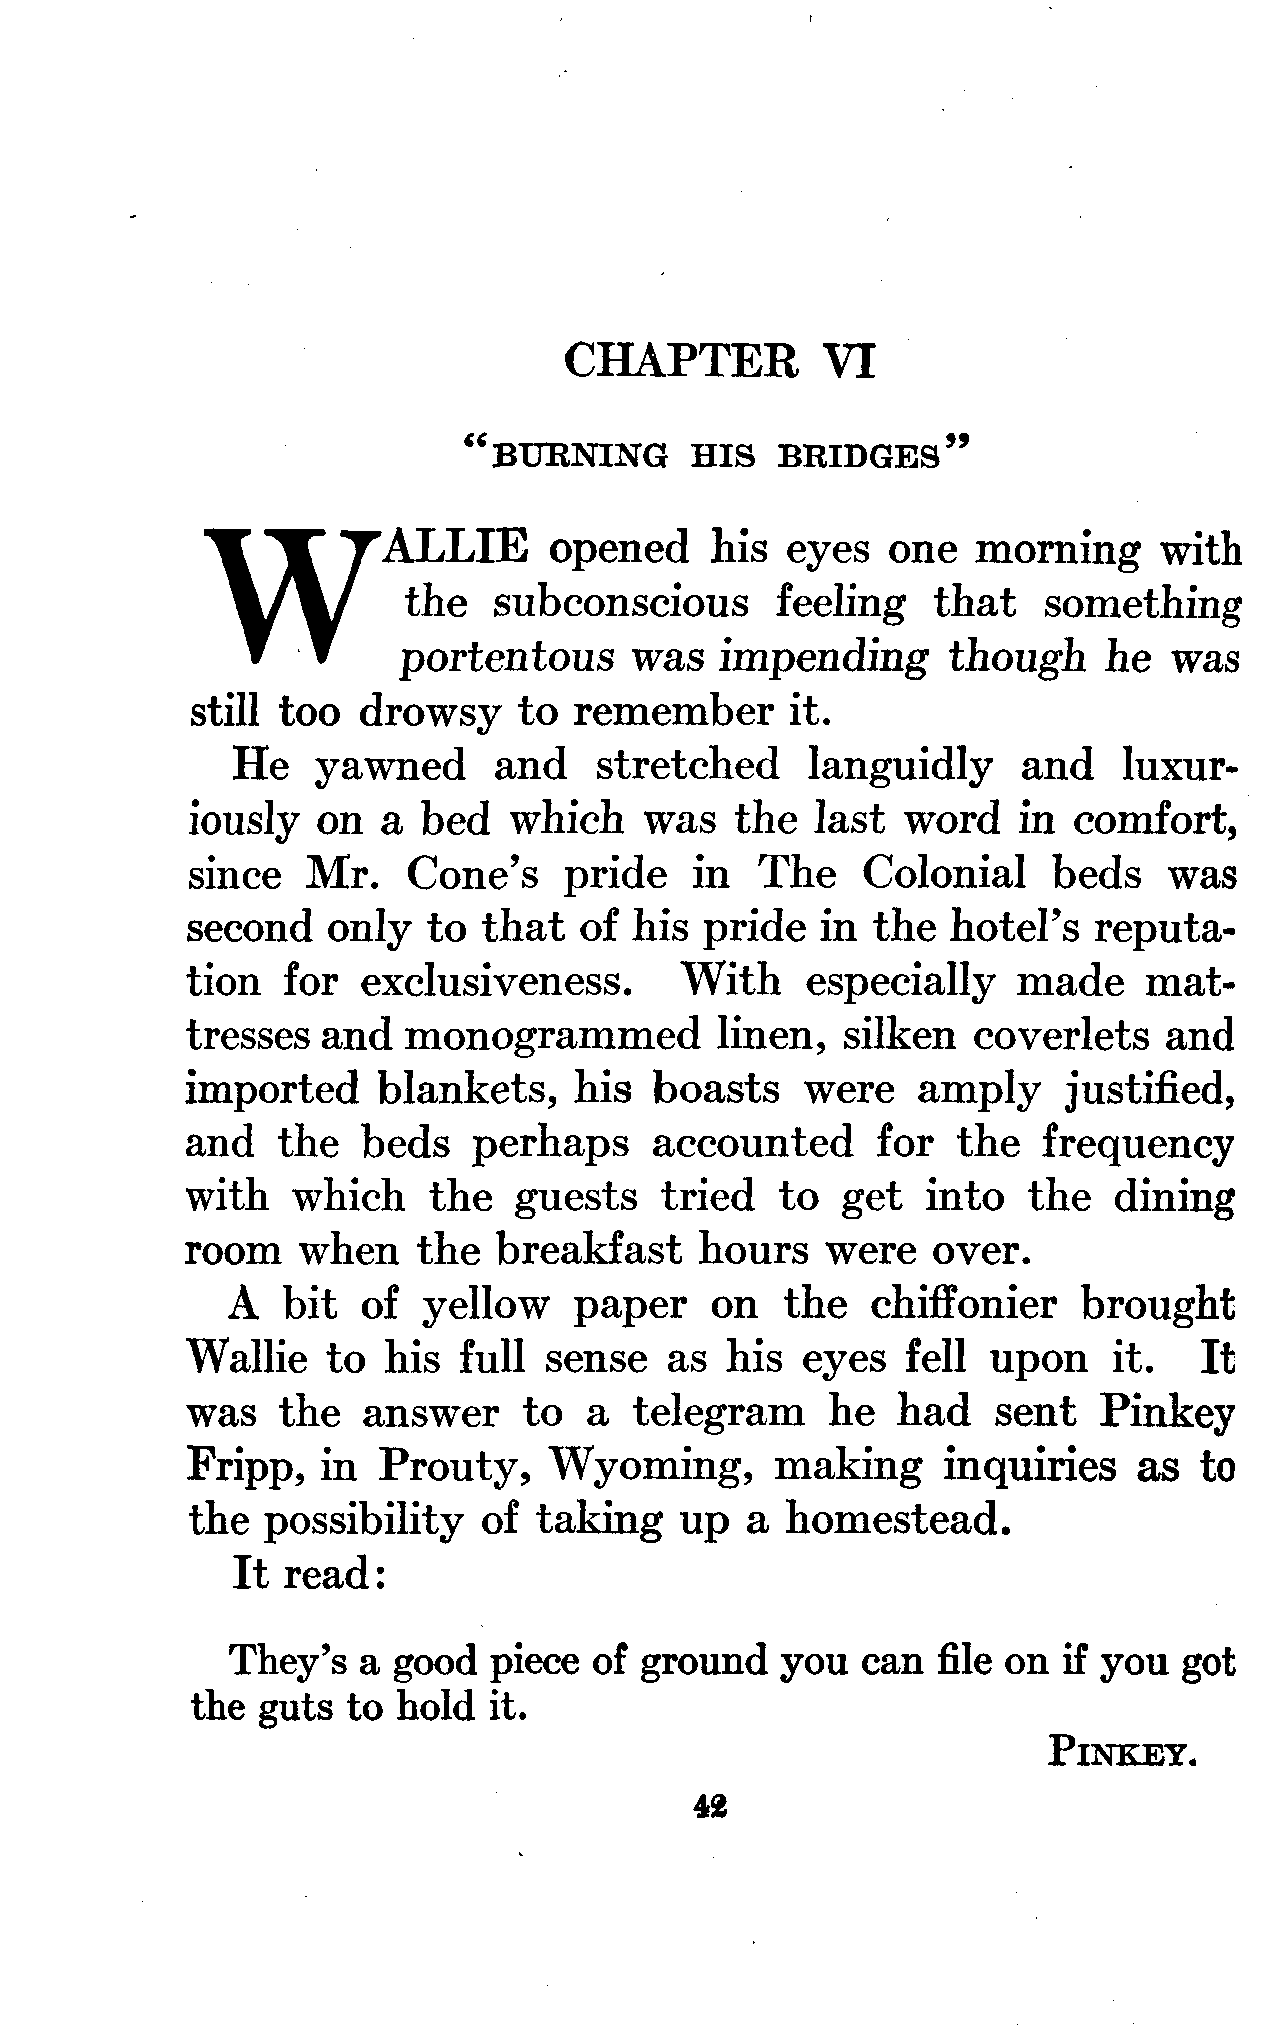 CHAPTER VI
"BURNING HIS BRIDGES"
WALLIE opened his eyes one morning with
the subconscious feeling that something
portentous was impending though he was
still too drowsy to remember it.
He yawned and stretched languidly and luxur-
iously on a bed which was the last word in comfort,
since Mr. Cone's pride in The Colonial beds was
second only to that of his pride in the hotel's reputa-
tion for exclusiveness. With especially made mat-
tresses and monogrammed linen, silken coverlets and
imported blankets, his boasts were amply justified,
and the beds perhaps accounted for the frequency
with which the guests tried to get into the dining
room when the breakfast hours were over.
A bit of yellow paper on the chiffonier brought
Wallie to his full sense as his eyes fell upon it. It
was the answer to a telegram he had sent Pinkey
Fripp, in Prouty, Wyoming, making inquiries as to
the possibility of taking up a homestead.
It read:
They's a good piece of ground you can file on if you got
the guts to hold it.
PINKEY.
42